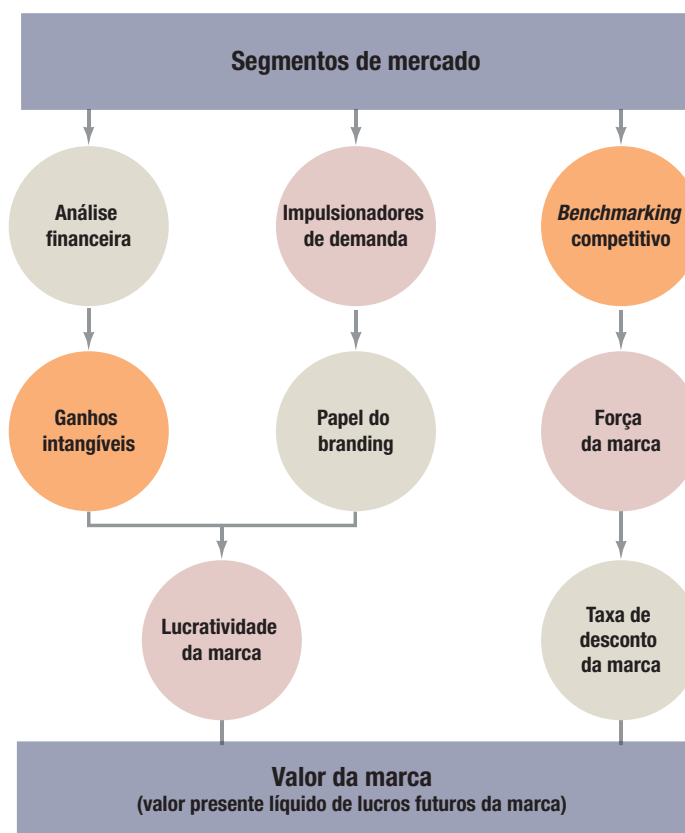 Segmentos de mercado
Análise
financeira
Impulsionadores
de demanda
Benchmarking
competitivo
Ganhos
intangíveis
Papel do
branding
Força
da marca
Lucratividade
da marca
Taxa de
desconto
da marca
Valor da marca
(valor presente líquido de lucros futuros da marca)